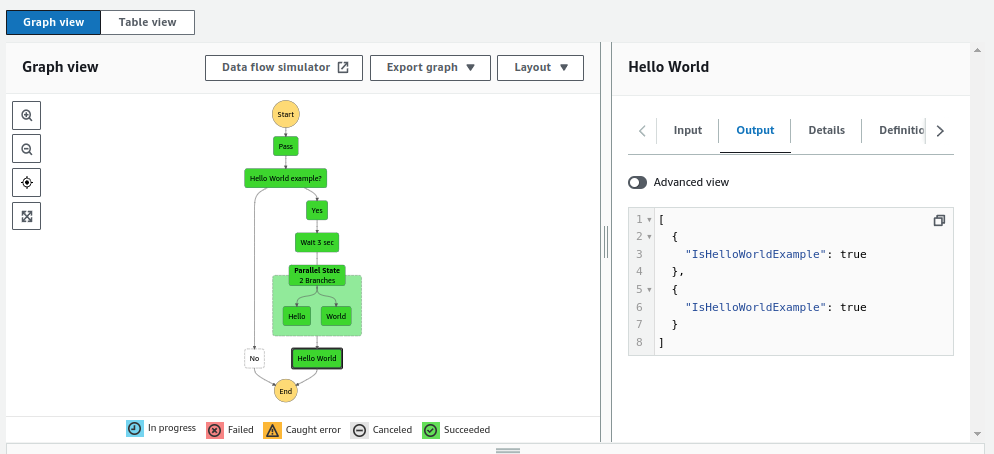 Graph view
Table view
Graph view
Data flow simulator
Export graph
Layout
Start
Pass
Hello World example?
Yes
Wait 3 sec
Parallel State
2 Branches
Hello
World
No
Hello World
End
In progress
Failed
Caught error
Canceled
Succeeded
Hello World
Input
Output
Details
Definitio
Advanced view
1 [
2 {
3 "IsHelloWorldExample": true
4 },
5 {
6 "IsHelloWorldExample": true
7 }
8 ]